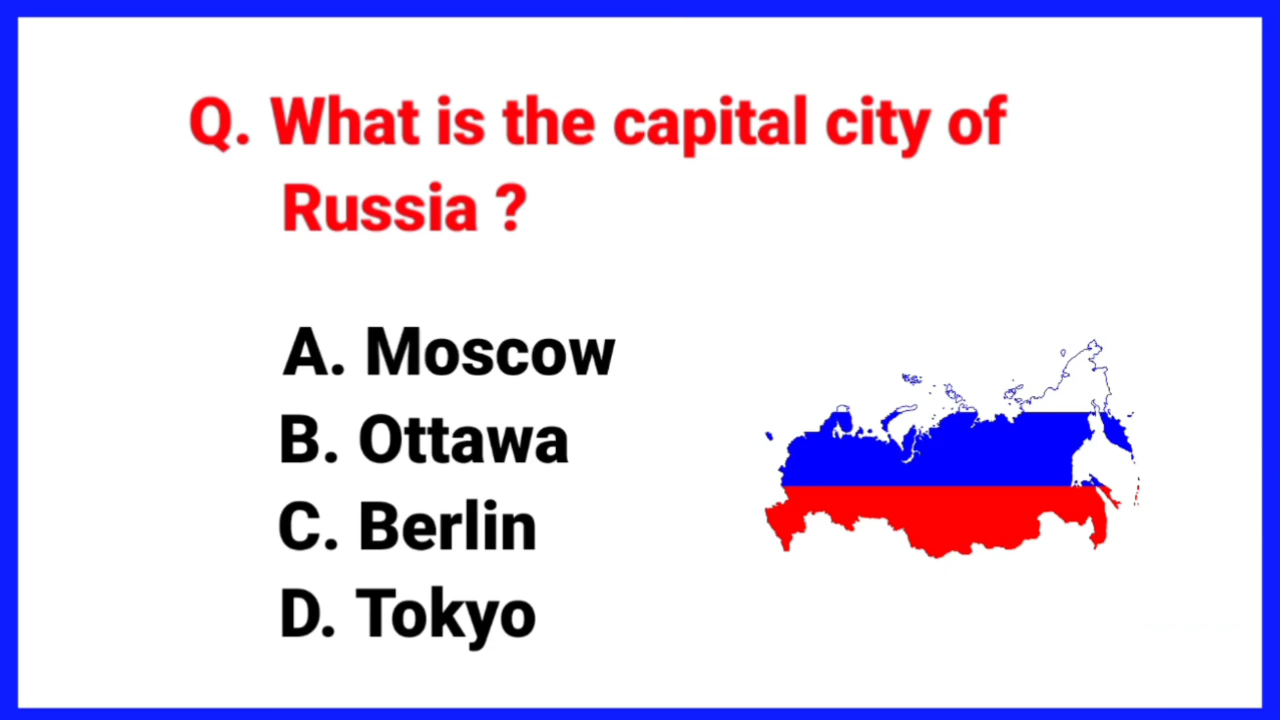 Q. What is the capital city of
Russia ?
A. Moscow
B. Ottawa
C. Berlin
D. Tokyo